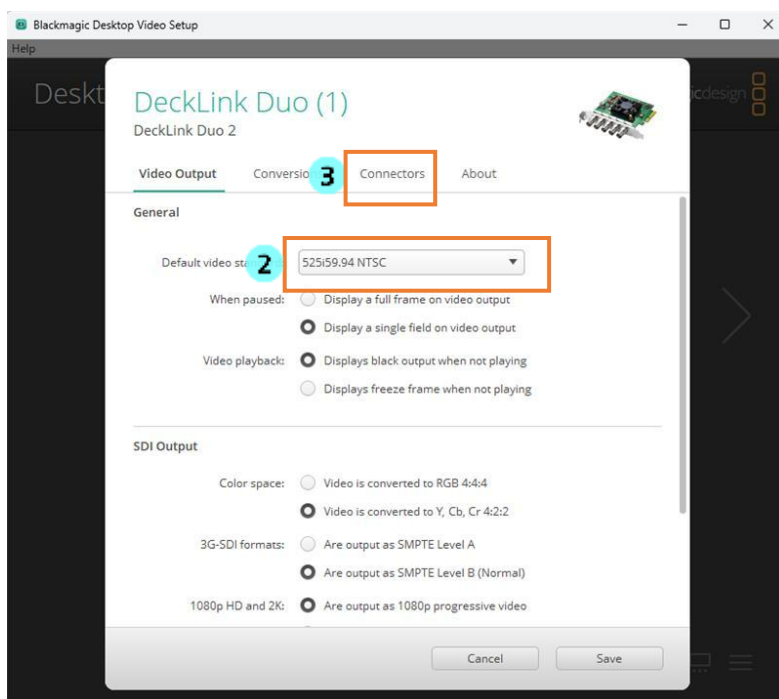 Blackmagic Desktop Video Setup
Help
Deskt
icdesign
DeckLink Duo (1)
DeckLink Duo 2
Video Output Conversio 3 Connectors About
General
Default video stan 2 525i59.94 NTSC
When paused: Display a full frame on video output
Display a single field on video output
Video playback: Displays black output when not playing
Displays freeze frame when not playing
SDI Output
Color space: Video is converted to RGB 4:4:4
Video is converted to Y, Cb, Cr 4:2:2
3G-SDI formats: Are output as SMPTE Level A
Are output as SMPTE Level B (Normal)
1080p HD and 2K: Are output as 1080p progressive video
Cancel Save